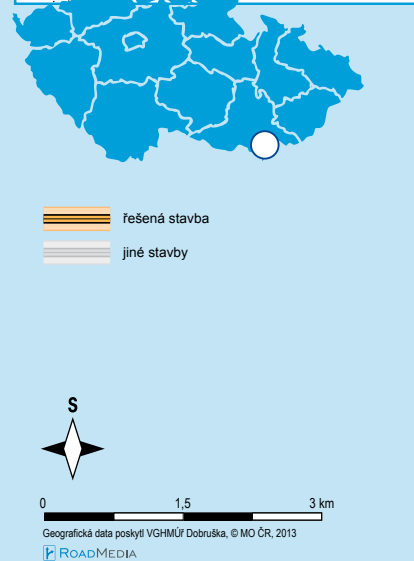 řešená stavba
jiné stavby
S
0 1,5 3 km
Geografická data poskytl VGHMÚř Dobruška, © MO ČR, 2013
ROADMEDIA